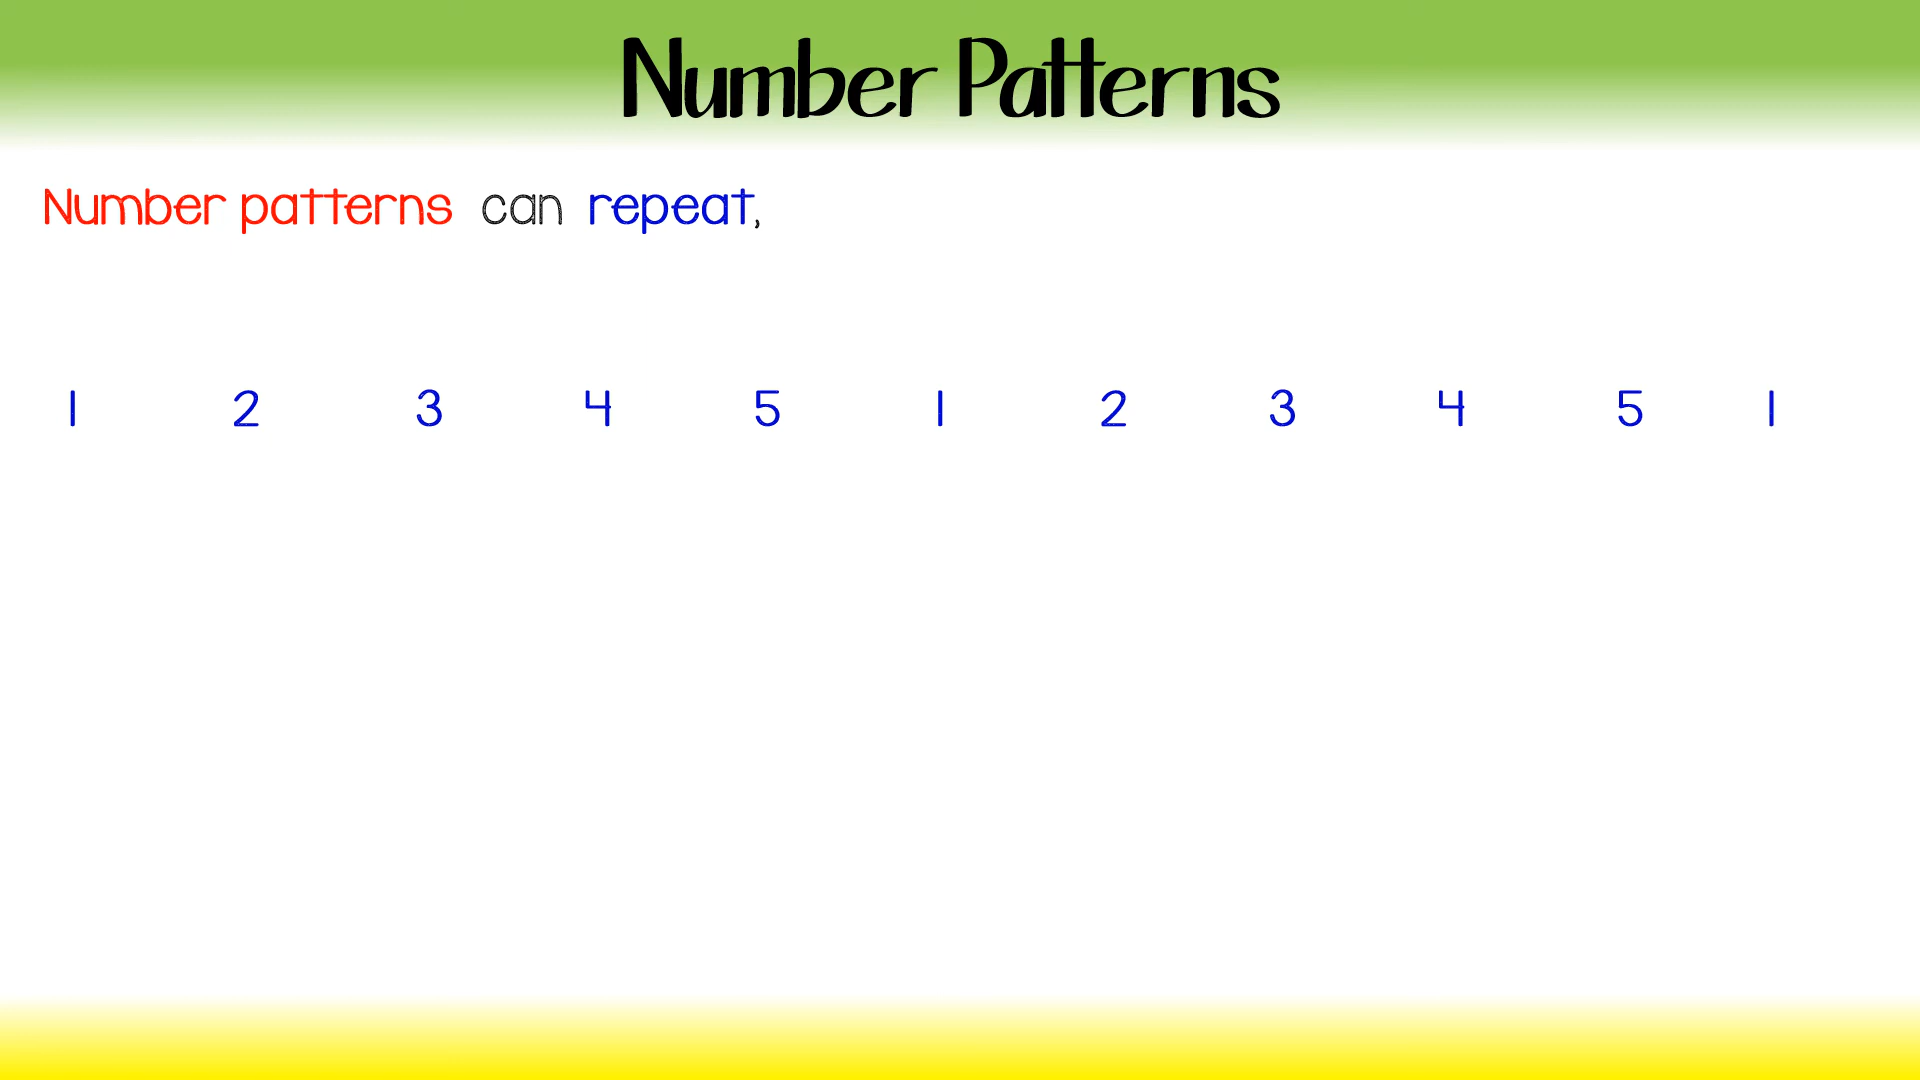 Number Patterns
Number patterns can repeat,
1 2 3 4 5 1 2 3 4 5 1